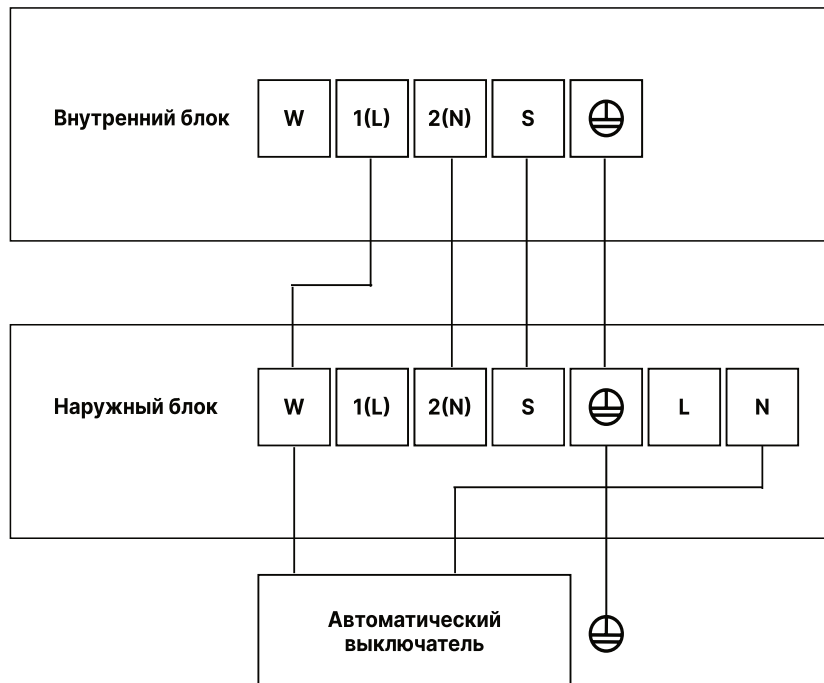 Внутренний блок
W 1(L) 2(N) S
Наружный блок
W 1(L) 2(N) S L N
Автоматический
выключатель